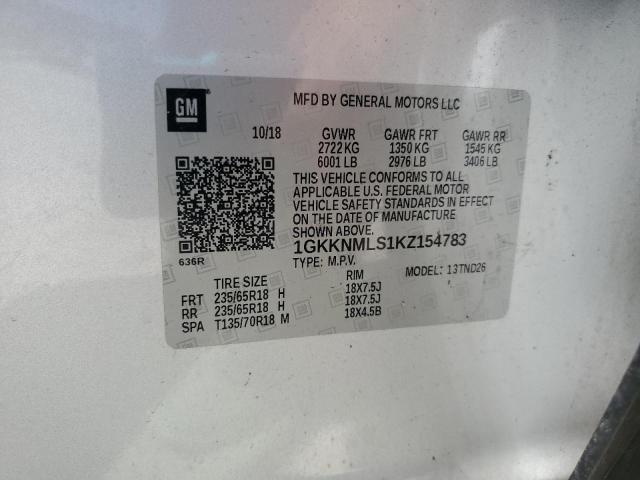 GM
MFD BY GENERAL MOTORS LLC
10/18 GVWR GAWR FRT GAWR RR
2722 KG 1350 KG 1545 KG
6001 LB 2976 LB 3406 LB
THIS VEHICLE CONFORMS TO ALL
APPLICABLE U.S. FEDERAL MOTOR
VEHICLE SAFETY STANDARDS IN EFFECT
ON THE DATE OF MANUFACTURE
SHOWN ABOVE.
1GKKNMLS1KZ154783
636R
TYPE: M.P.V. MODEL: 13TND26
TIRE SIZE RIM
FRT 235/65R18 H 18X7.5J
RR 235/65R18 H 18X7.5J
SPA T135/70R18 M 18X4.5B